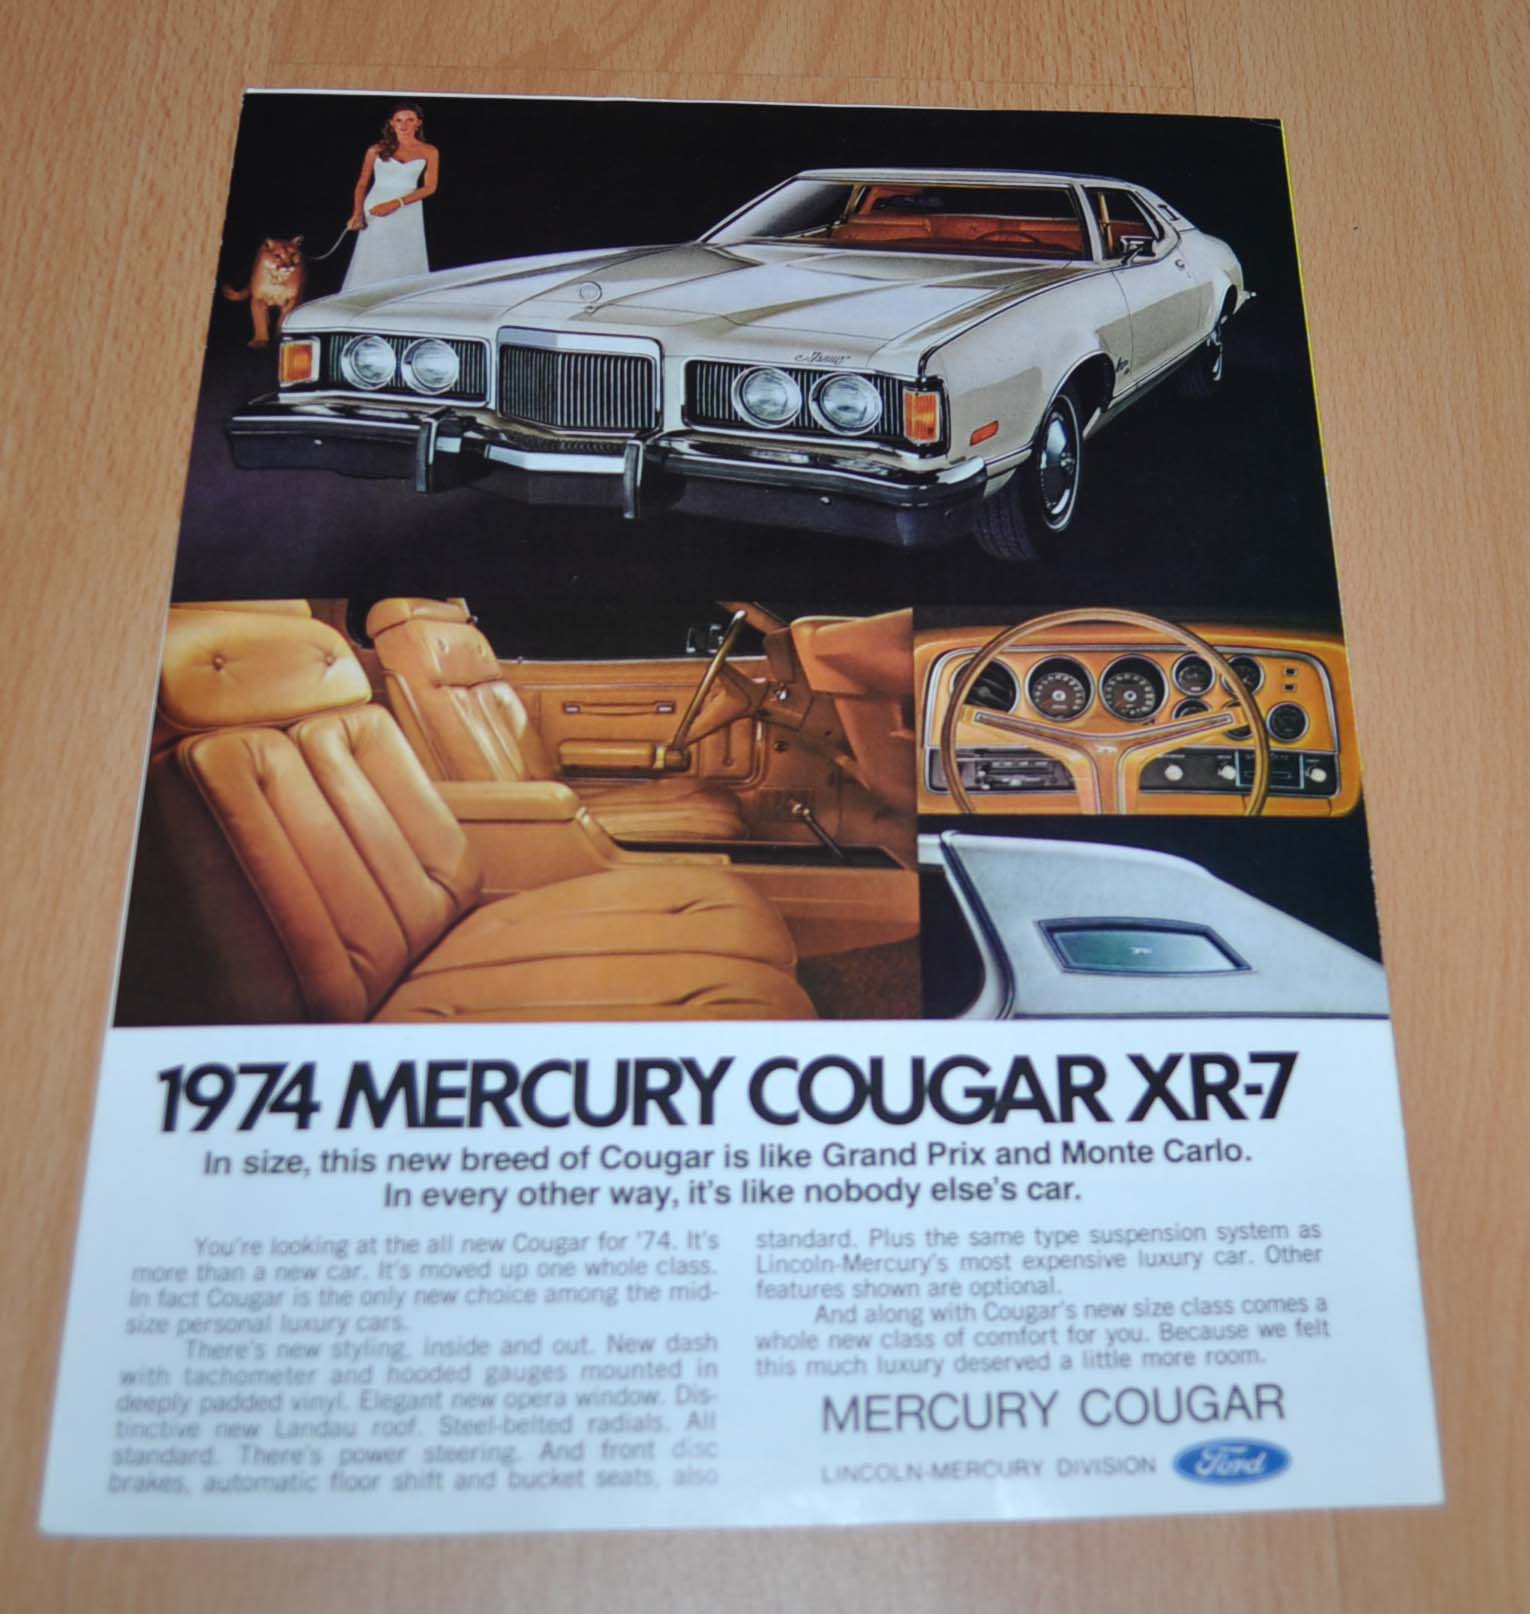 Cougar
1974 MERCURY COUGAR XR-7
In size, this new breed of Cougar is like Grand Prix and Monte Carlo.
In every other way, it's like nobody else's car.
You're looking at the all new Cougar for '74. It's
more than a new car. It's moved up one whole class.
In fact Cougar is the only new choice among the mid-
size personal luxury cars.
There's new styling, inside and out. New dash
with tachometer and hooded gauges mounted in
deeply padded vinyl. Elegant new opera window. Dis-
tinctive new Landau roof. Steel-belted radials. All
standard. There's power steering. And front disc
brakes, automatic floor shift and bucket seats, also
standard. Plus the same type suspension system as
Lincoln-Mercury's most expensive luxury car. Other
features shown are optional.
And along with Cougar's new size class comes a
whole new class of comfort for you. Because we felt
this much luxury deserved a little more room.
MERCURY COUGAR
LINCOLN-MERCURY DIVISION Ford